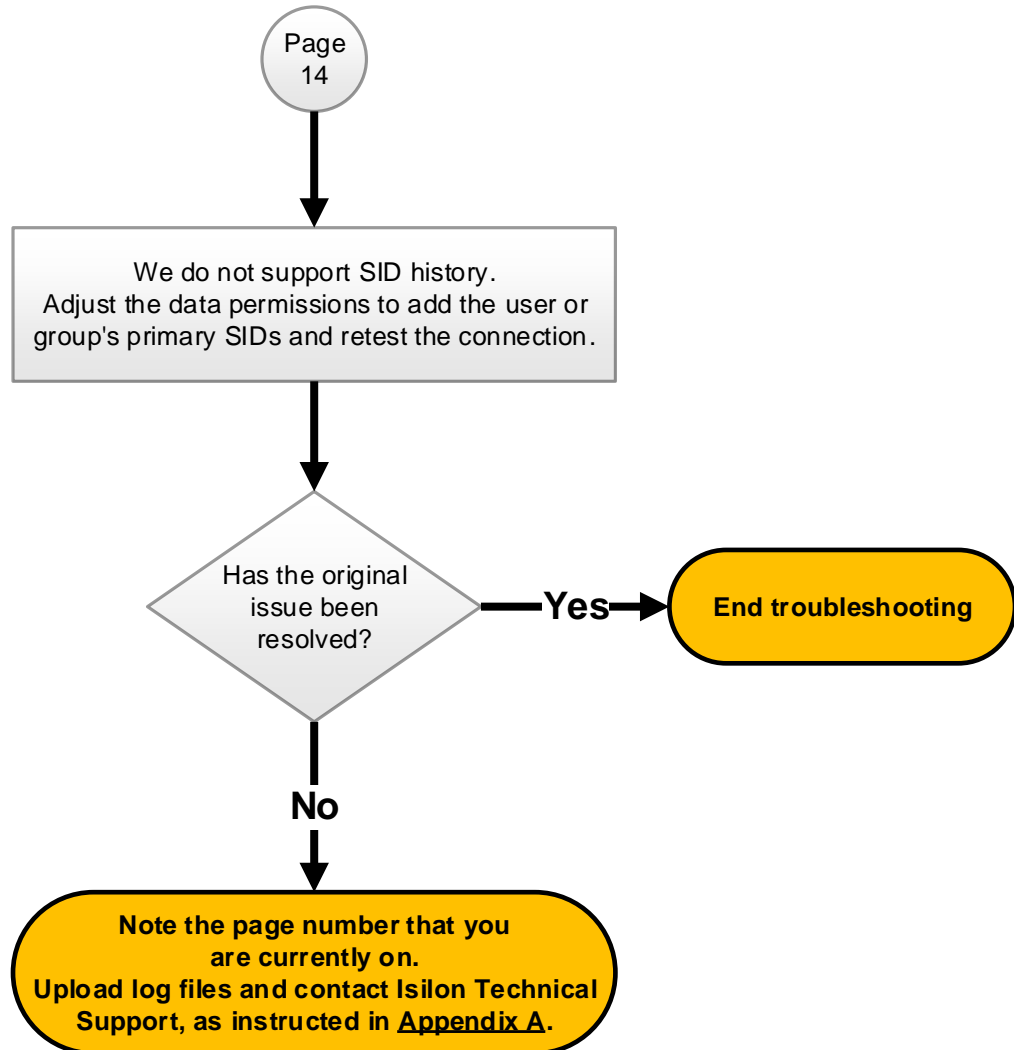 Page
14
We do not support SID history.
Adjust the data permissions to add the user or
group's primary SIDs and retest the connection.
Has the original
issue been
resolved?
Yes
End troubleshooting
No
Note the page number that you
are currently on.
Upload log files and contact Isilon Technical
Support, as instructed in Appendix A.